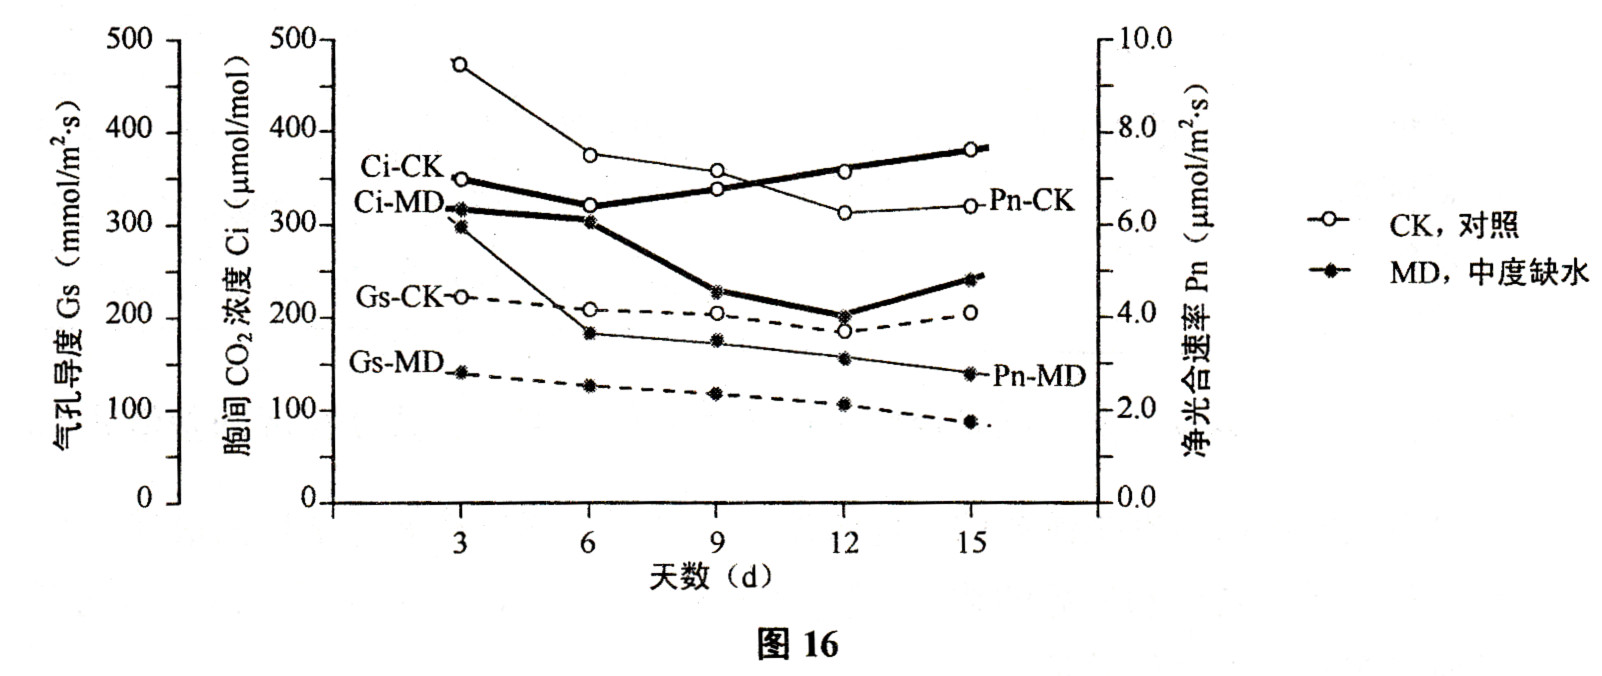 气孔导度 Gs（mmol/m²·s）
500
400
300
200
100
0
胞间 CO₂ 浓度 Ci（μmol/mol）
500
400
300
200
100
0
Ci-CK
Ci-MD
Gs-CK
Gs-MD
Pn-CK
Pn-MD
10.0
8.0
6.0
4.0
2.0
0.0
净光合速率 Pn（μmol/m²·s）
3 6 9 12 15
天数（d）
CK，对照
MD，中度缺水
图 16